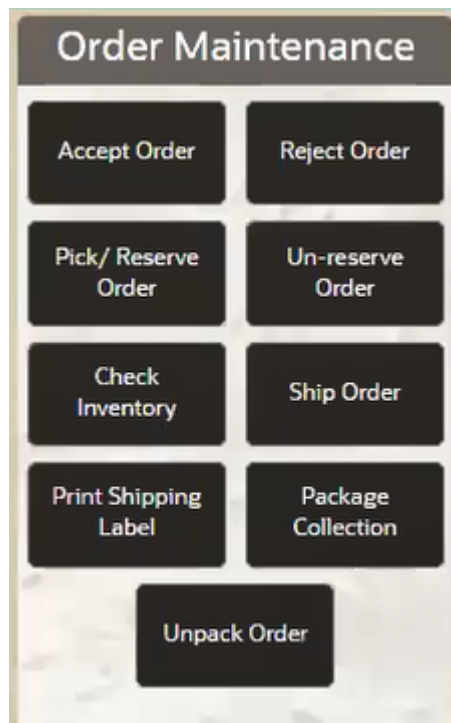 Order Maintenance
Accept Order
Reject Order
Pick/ Reserve
Order
Un-reserve
Order
Check
Inventory
Ship Order
Print Shipping
Label
Package
Collection
Unpack Order